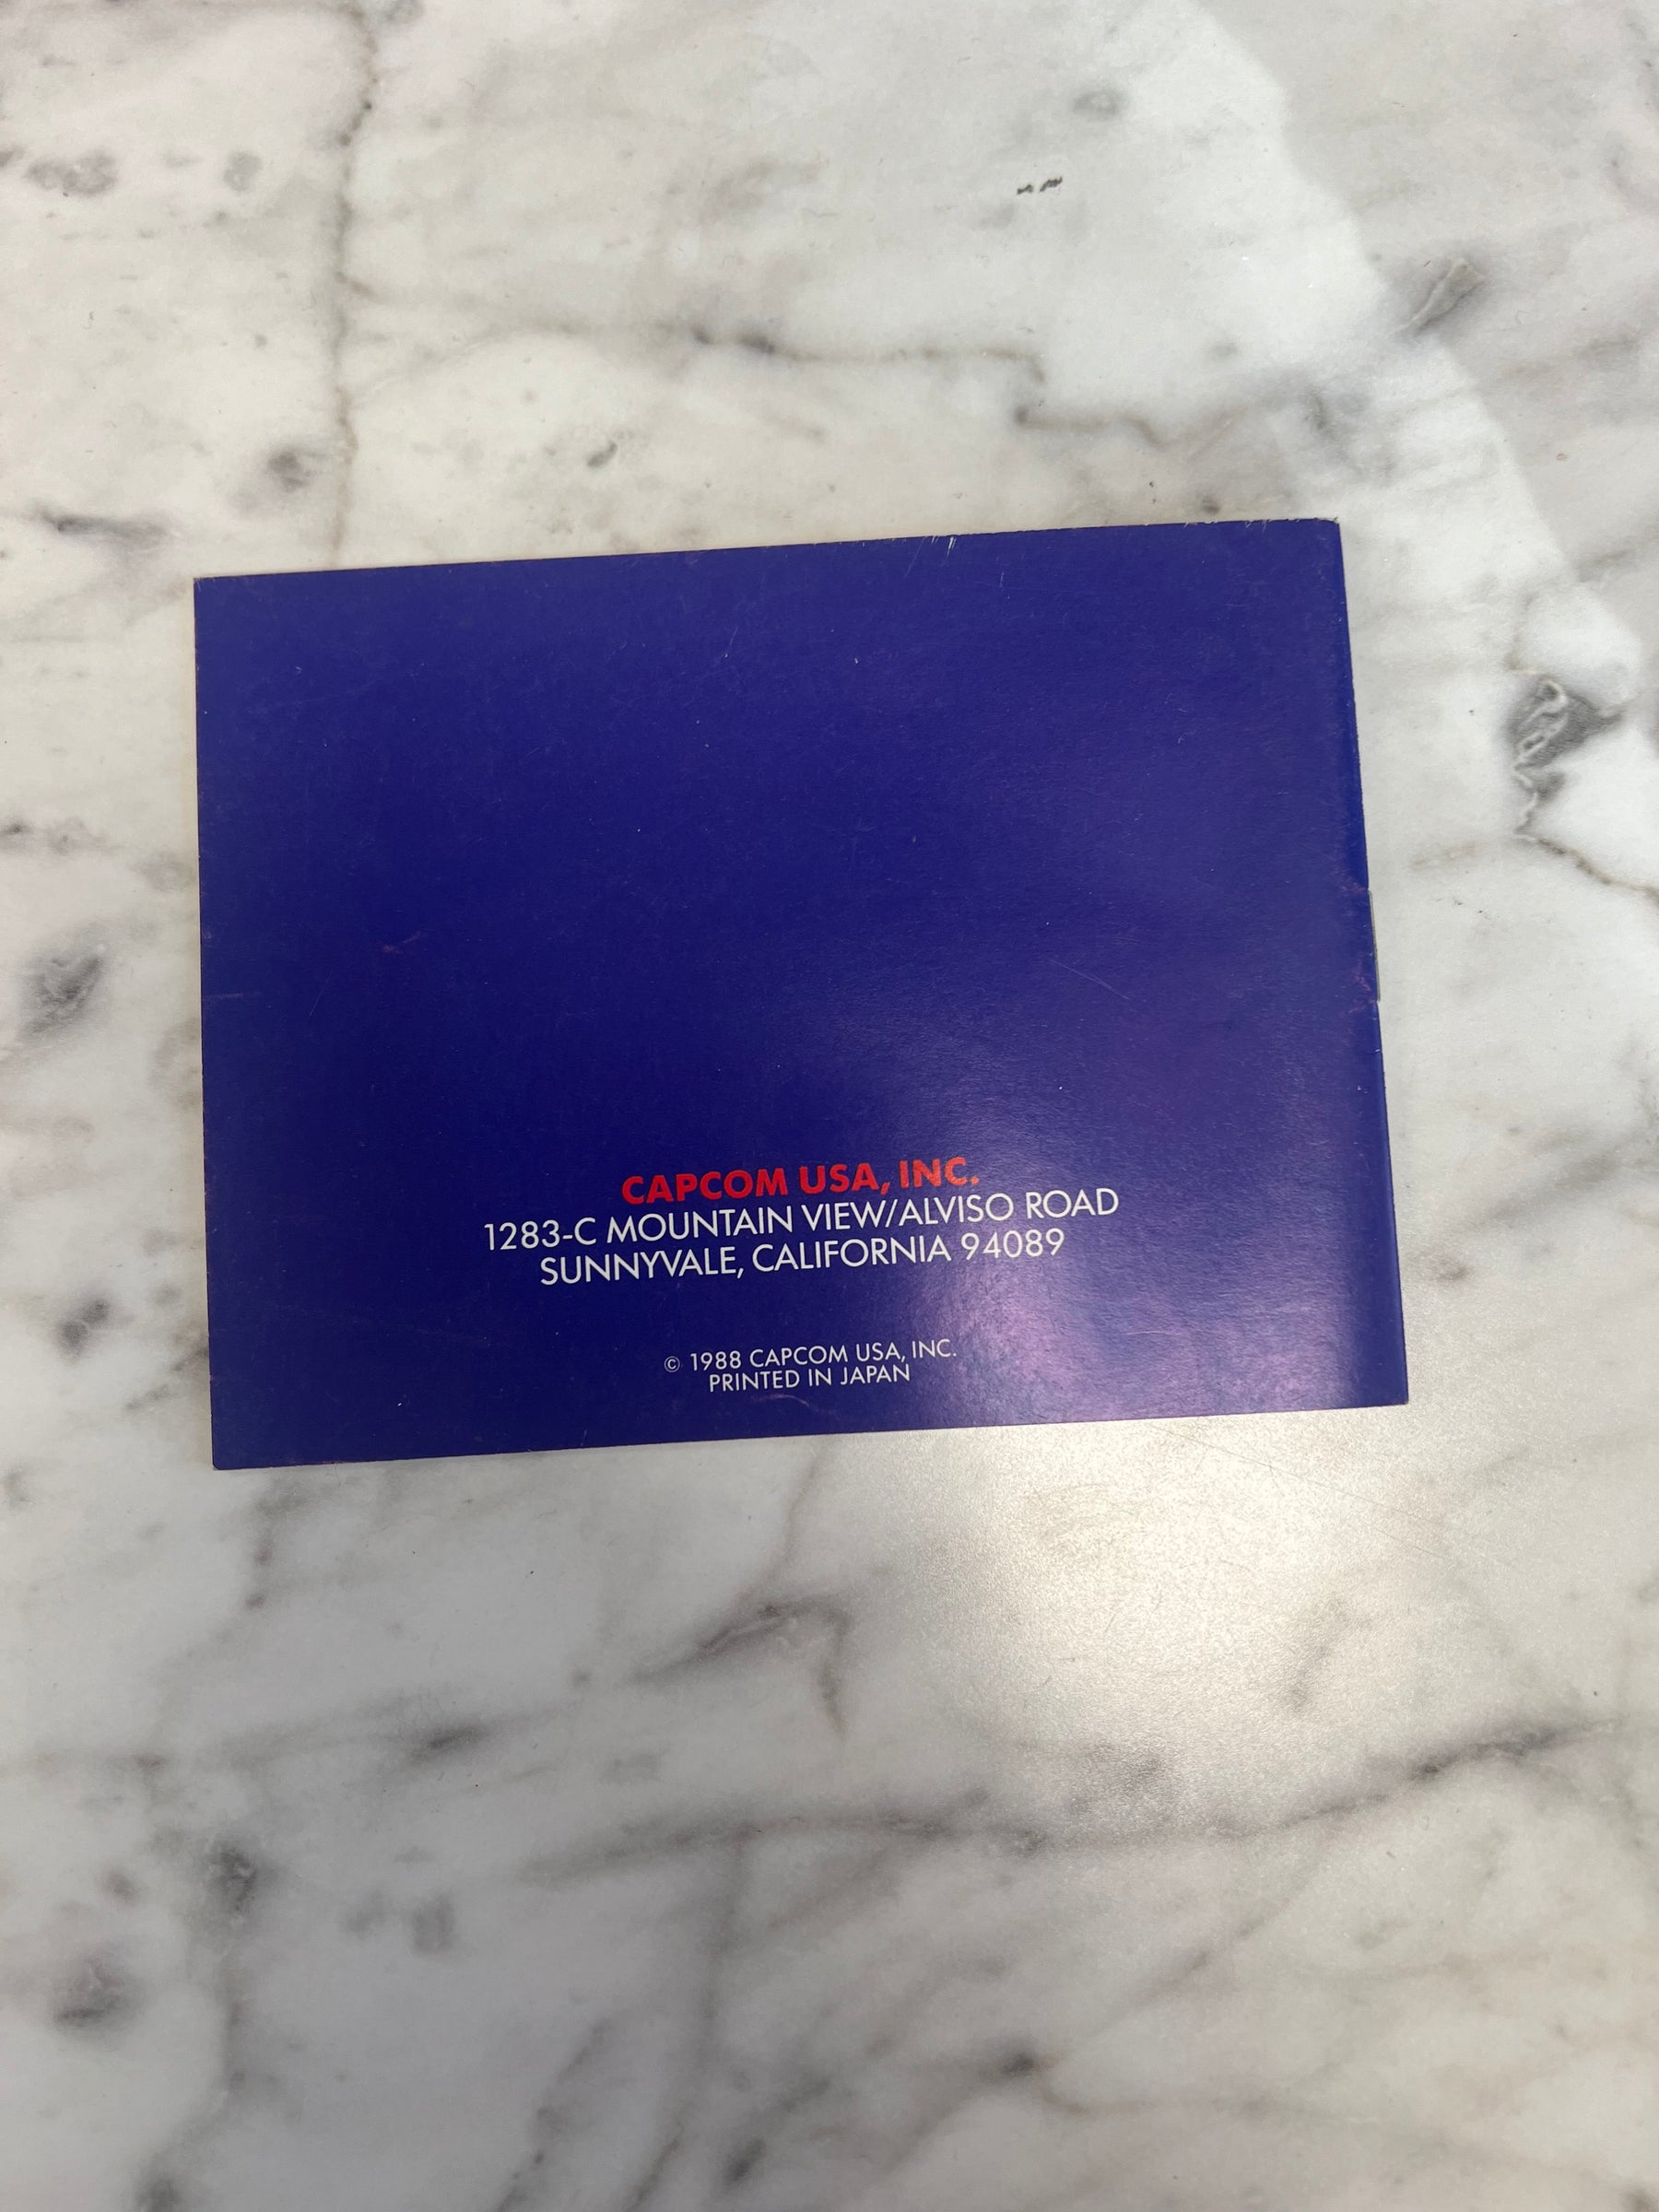 CAPCOM USA, INC.
1283-C MOUNTAIN VIEW/ALVISO ROAD
SUNNYVALE, CALIFORNIA 94089
© 1988 CAPCOM USA, INC.
PRINTED IN JAPAN